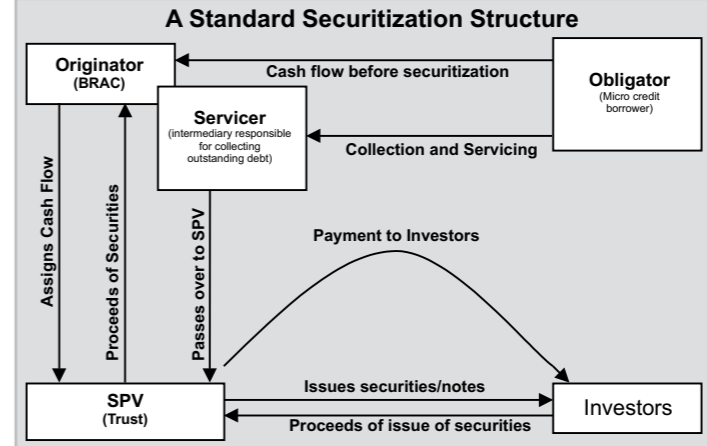 A Standard Securitization Structure
Originator
(BRAC)
Cash flow before securitization
Obligator
(Micro credit
borrower)
Servicer
(intermediary responsible
for collecting
outstanding debt)
Collection and Servicing
Assigns Cash Flow
Proceeds of Securities
Passes over to SPV
Payment to Investors
SPV
(Trust)
Issues securities/notes
Proceeds of issue of securities
Investors